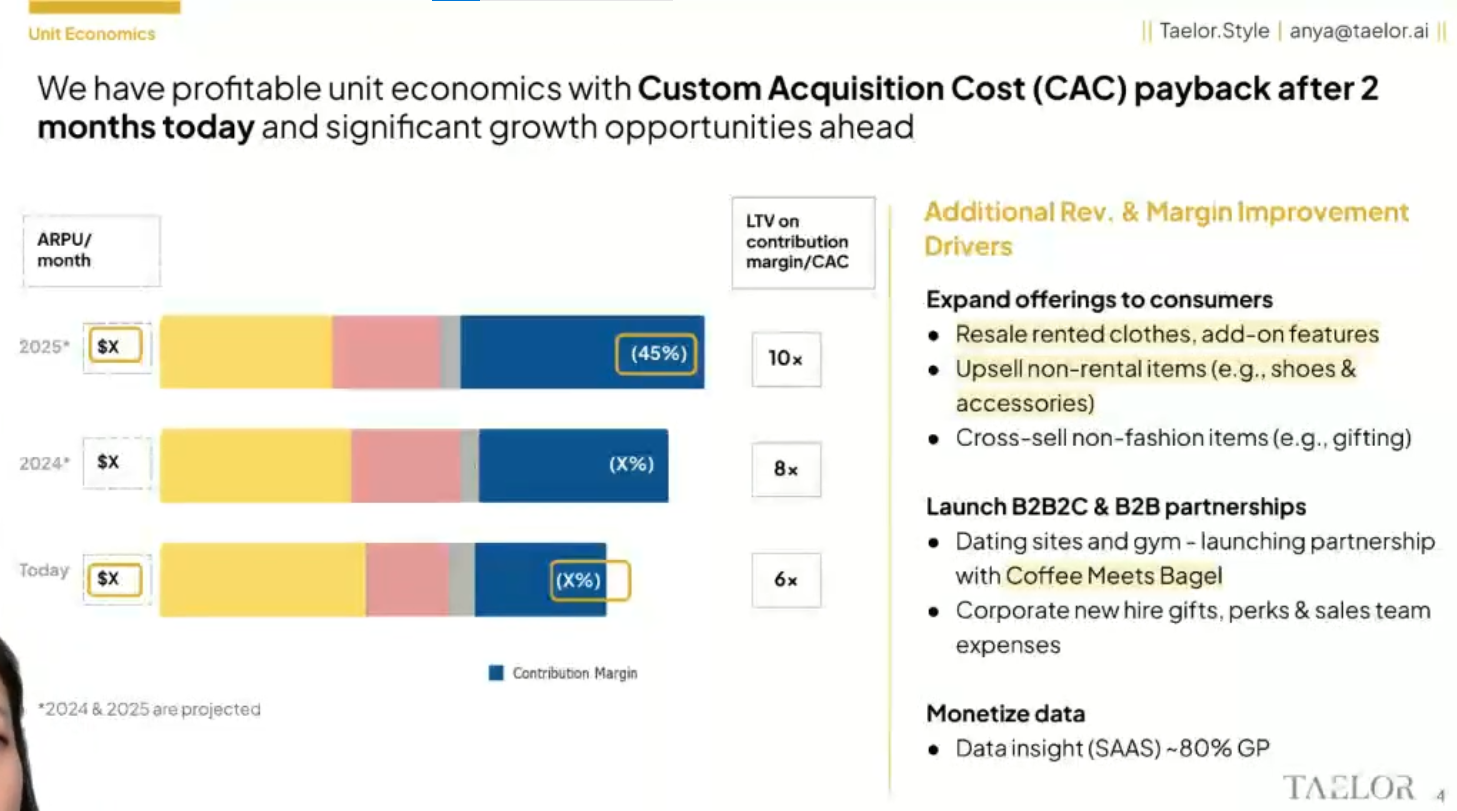 Unit Economics
|| Taelor.Style | anya@taelor.ai ||
We have profitable unit economics with Custom Acquisition Cost (CAC) payback after 2
months today and significant growth opportunities ahead
ARPU/
month
LTV on
contribution
margin/CAC
2025*
$X
(45%)
10x
2024*
$X
(X%)
8x
Today
$X
(X%)
6x
Contribution Margin
*2024 & 2025 are projected
Additional Rev. & Margin Improvement
Drivers
Expand offerings to consumers
● Resale rented clothes, add-on features
● Upsell non-rental items (e.g., shoes &
accessories)
● Cross-sell non-fashion items (e.g., gifting)
Launch B2B2C & B2B partnerships
● Dating sites and gym - launching partnership
with Coffee Meets Bagel
● Corporate new hire gifts, perks & sales team
expenses
Monetize data
● Data insight (SAAS) ~80% GP
TAELOR
4